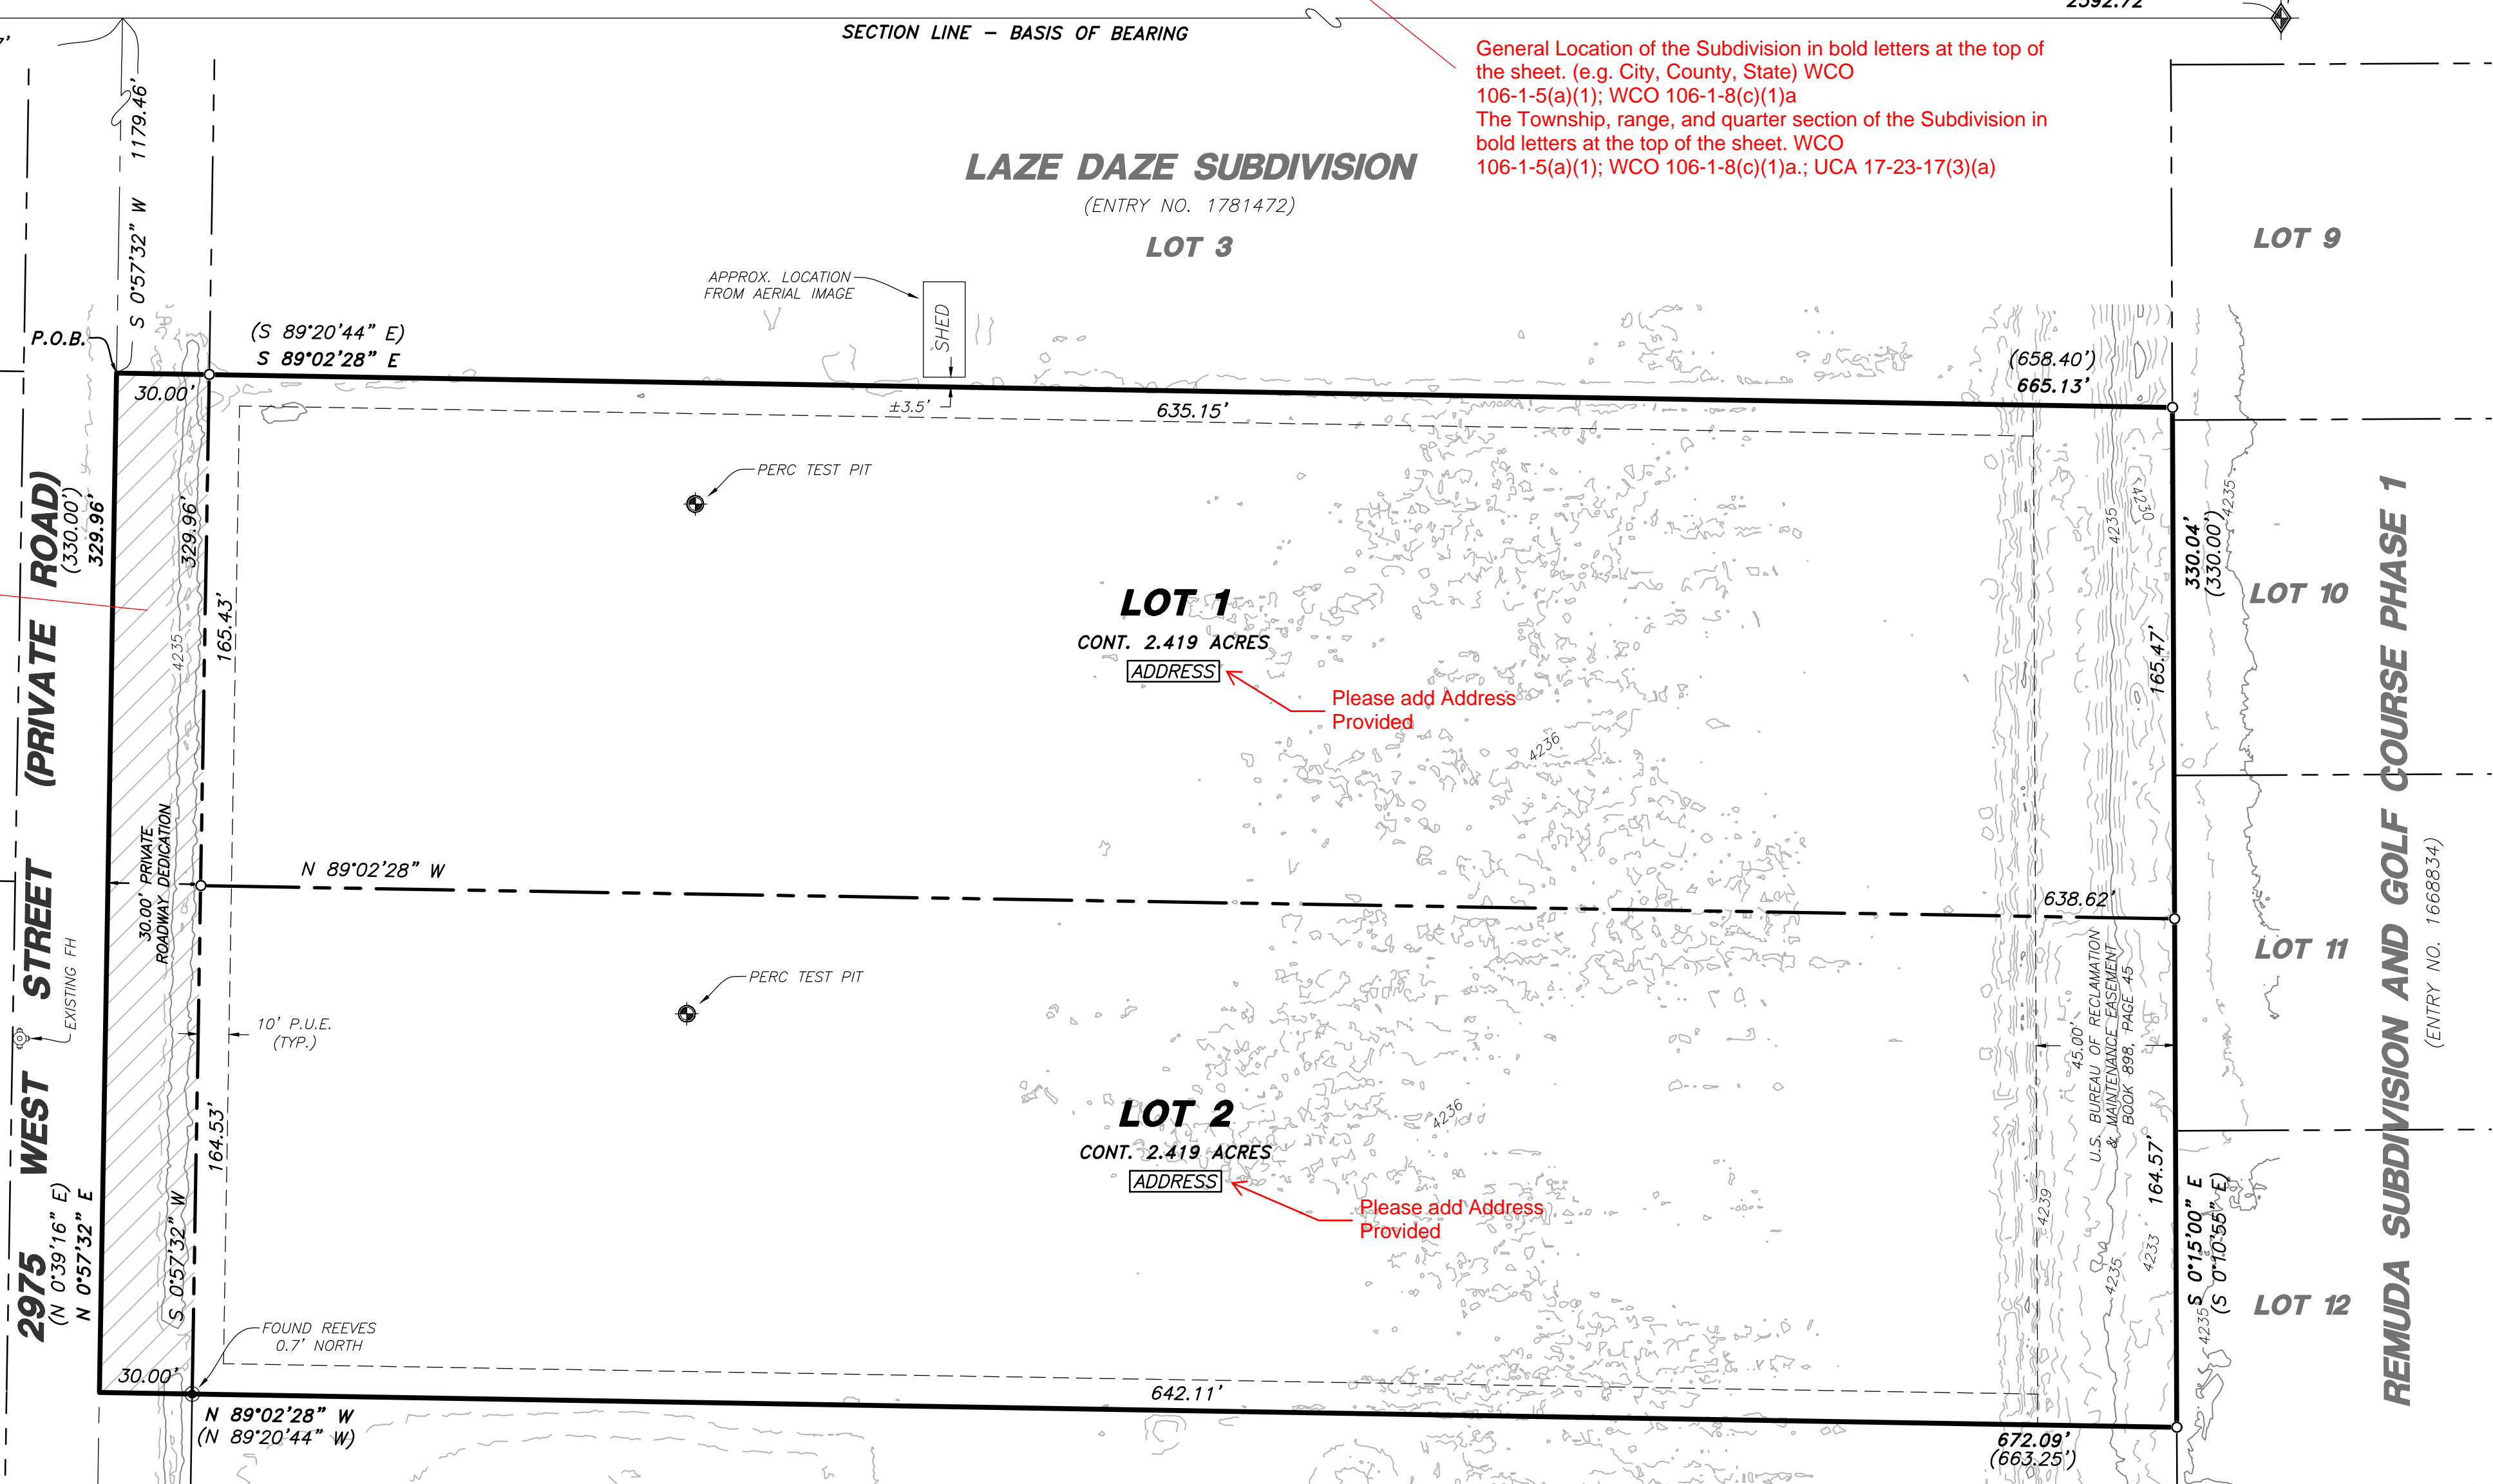 2592.72'
SECTION LINE – BASIS OF BEARING
7'
General Location of the Subdivision in bold letters at the top of
the sheet. (e.g. City, County, State) WCO
106-1-5(a)(1); WCO 106-1-8(c)(1)a
The Township, range, and quarter section of the Subdivision in
bold letters at the top of the sheet. WCO
106-1-5(a)(1); WCO 106-1-8(c)(1)a.; UCA 17-23-17(3)(a)
S 0°57'32" W 1179.46'
LAZE DAZE SUBDIVISION
(ENTRY NO. 1781472)
LOT 3
LOT 9
APPROX. LOCATION
FROM AERIAL IMAGE
SHED
P.O.B.
(S 89°20'44" E)
S 89°02'28" E
(658.40')
665.13'
30.00'
±3.5'
635.15'
PERC TEST PIT
2975 WEST STREET (PRIVATE ROAD)
(330.00')
329.96'
329.96'
165.43'
4235
4235
4230
4235
330.04'
(330.00')
165.47'
LOT 10
LOT 1
CONT. 2.419 ACRES
ADDRESS
Please add Address
Provided
4236
REMUDA SUBDIVISION AND GOLF COURSE PHASE 1
(ENTRY NO. 1668834)
30.00' PRIVATE
ROADWAY DEDICATION
N 89°02'28" W
638.62'
LOT 11
EXISTING FH
PERC TEST PIT
10' P.U.E.
(TYP.)
45.00'
U.S. BUREAU OF RECLAMATION
& MAINTENANCE EASEMENT
BOOK 898, PAGE 45
LOT 2
CONT. 2.419 ACRES
ADDRESS
Please add Address
Provided
4236
164.53'
164.57'
(N 0°39'16" E)
N 0°57'32" E
S 0°57'32" W
4239
4235
4233
S 0°15'00" E
(S 0°10'55" E)
4235
LOT 12
FOUND REEVES
0.7' NORTH
30.00'
642.11'
N 89°02'28" W
(N 89°20'44" W)
672.09'
(663.25')